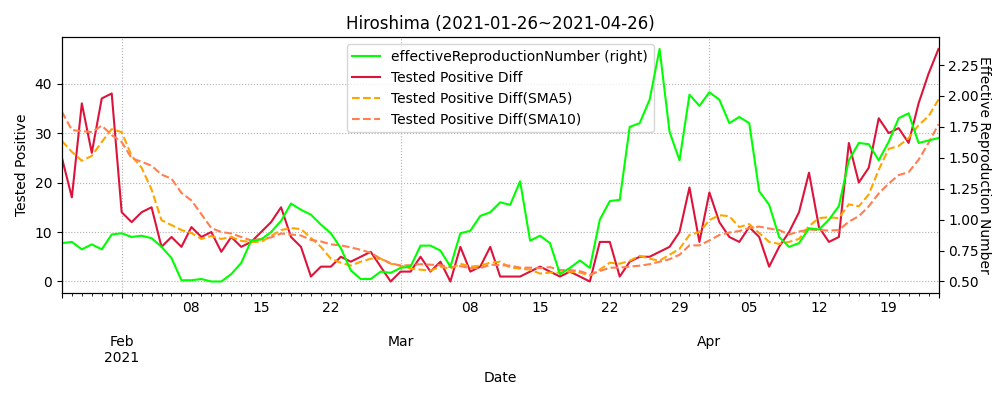 Hiroshima (2021-01-26~2021-04-26)
effectiveReproductionNumber (right)
Tested Positive Diff
Tested Positive Diff(SMA5)
Tested Positive Diff(SMA10)
Tested Positive
40
30
20
10
0
2.25
2.00
1.75
1.50
1.25
1.00
0.75
0.50
Effective Reproduction Number
08 15 22 08 15 22 29 05 12 19
Feb Mar Apr
2021
Date